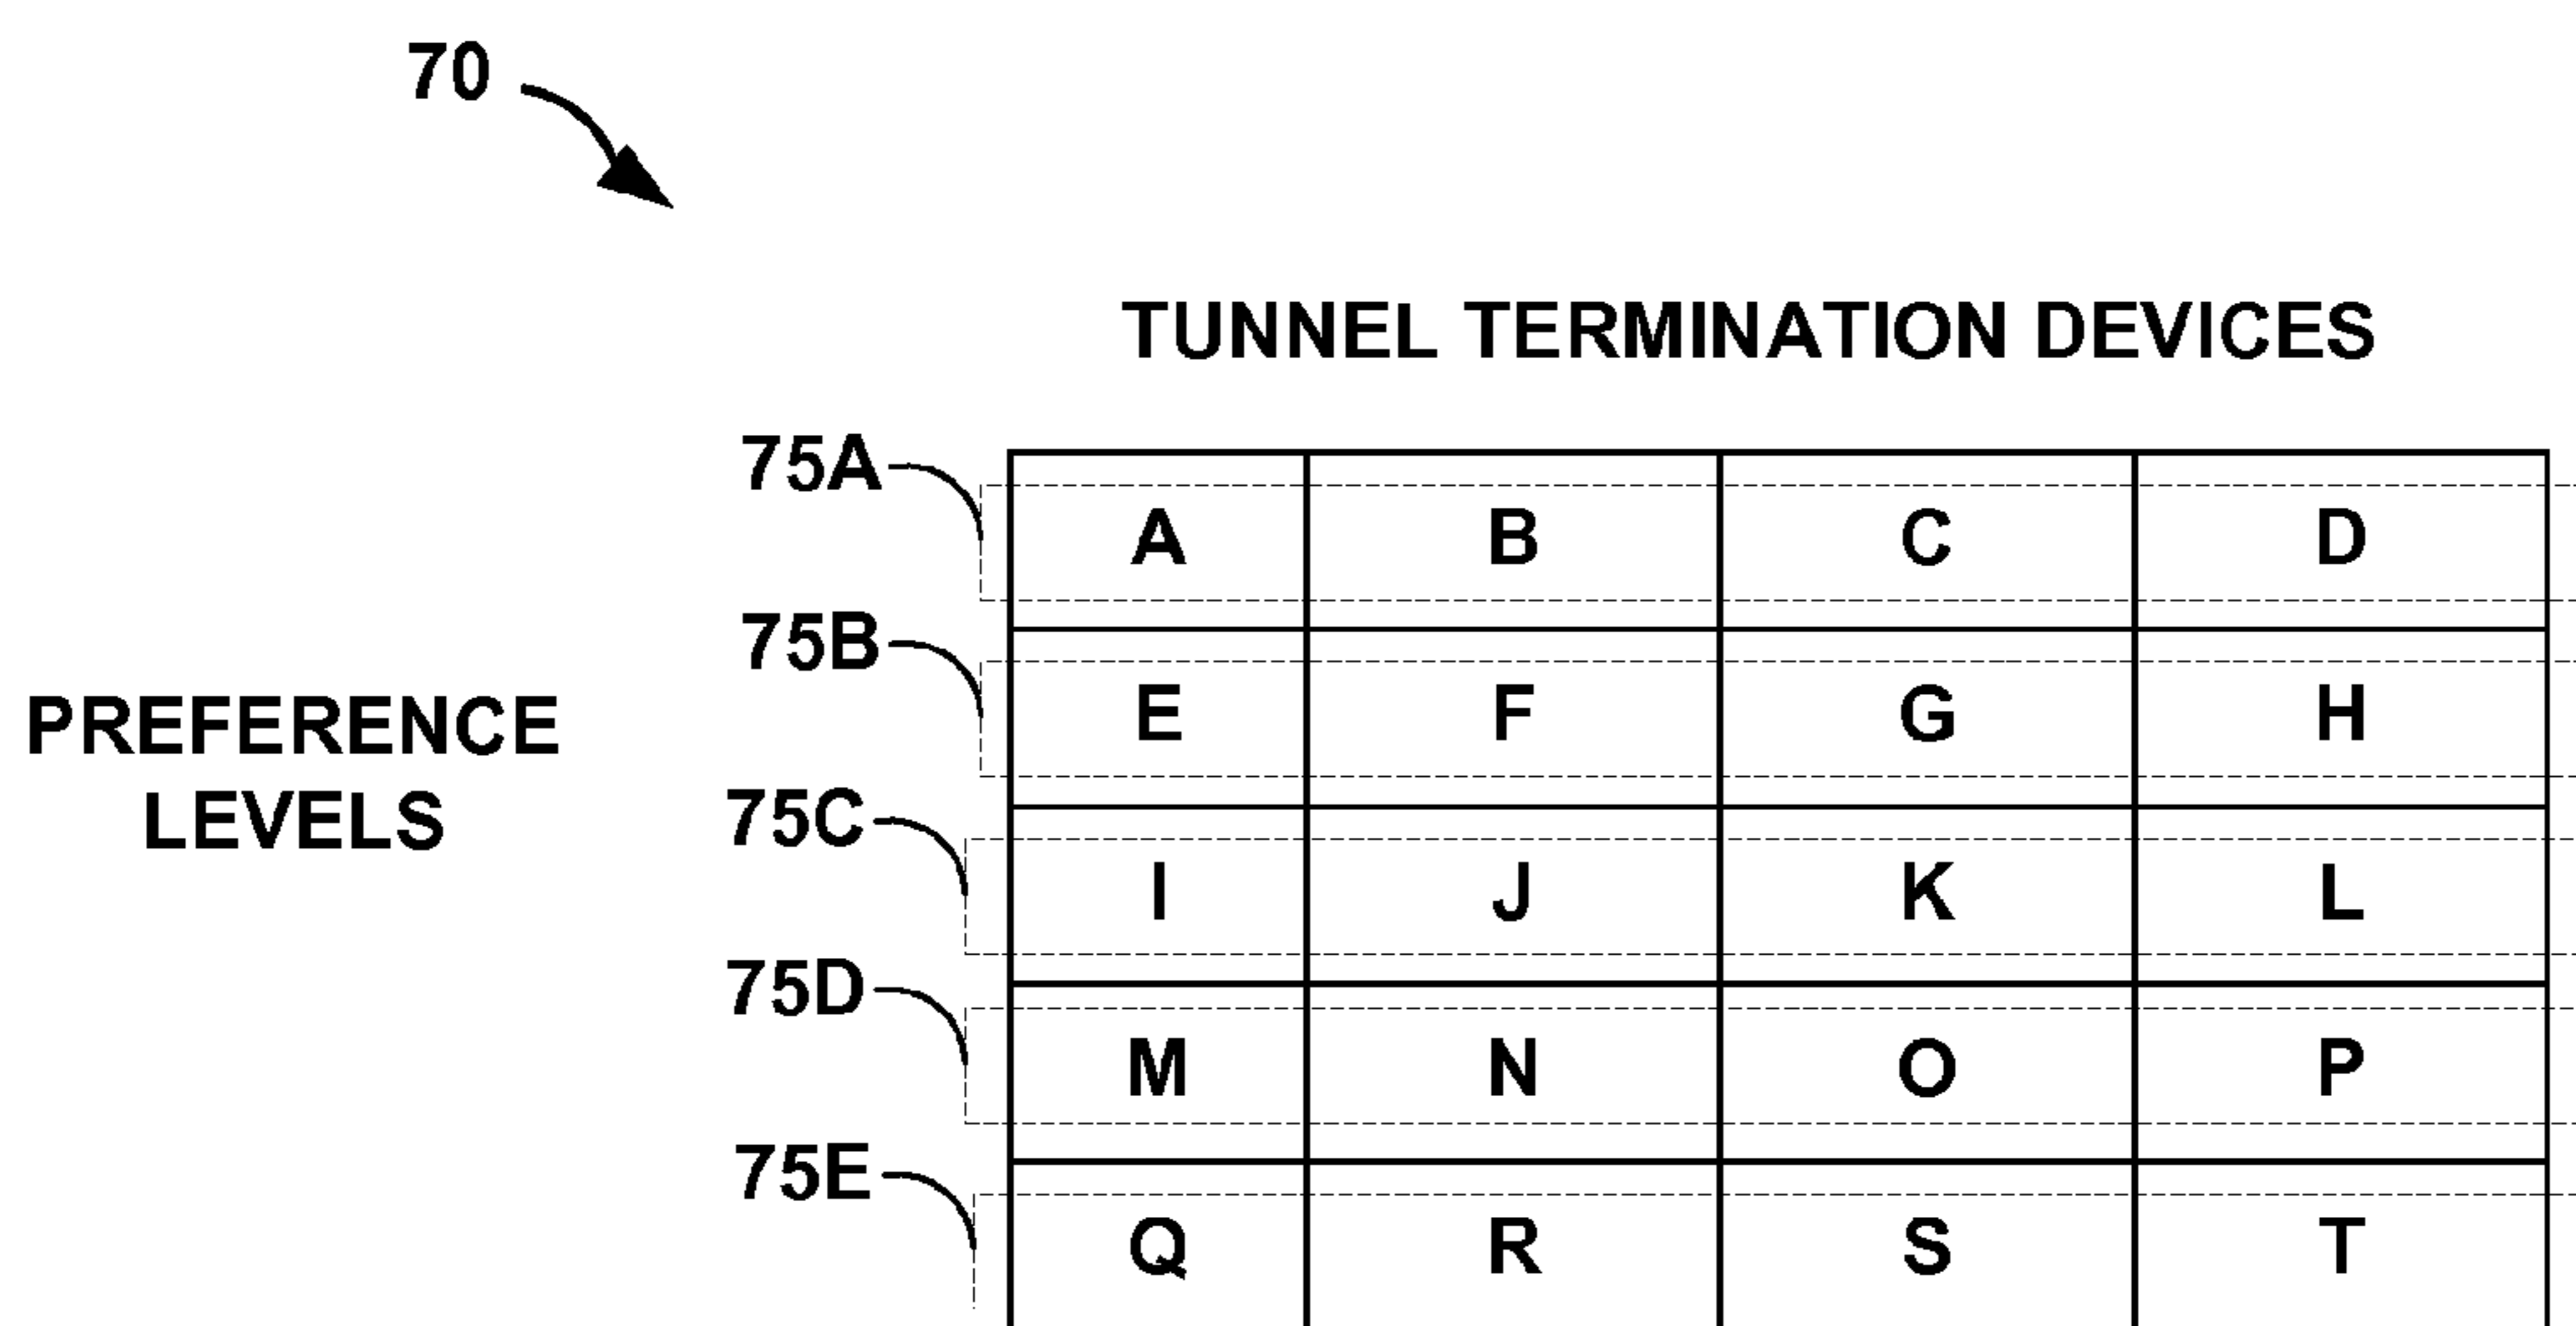 70
TUNNEL TERMINATION DEVICES
75A
A B C D
75B
E F G H
PREFERENCE
LEVELS
75C
I J K L
75D
M N O P
75E
Q R S T